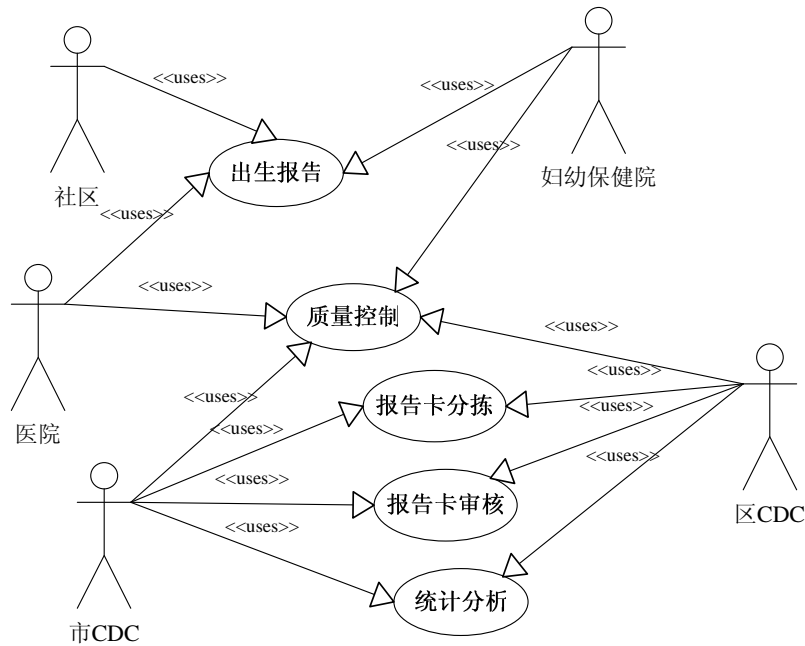 <<uses>>
<<uses>>
<<uses>>
出生报告
妇幼保健院
社区
<<uses>>
<<uses>>
质量控制
<<uses>>
<<uses>>
<<uses>>
报告卡分拣
<<uses>>
<<uses>>
医院
<<uses>>
<<uses>>
报告卡审核
区CDC
<<uses>>
统计分析
市CDC